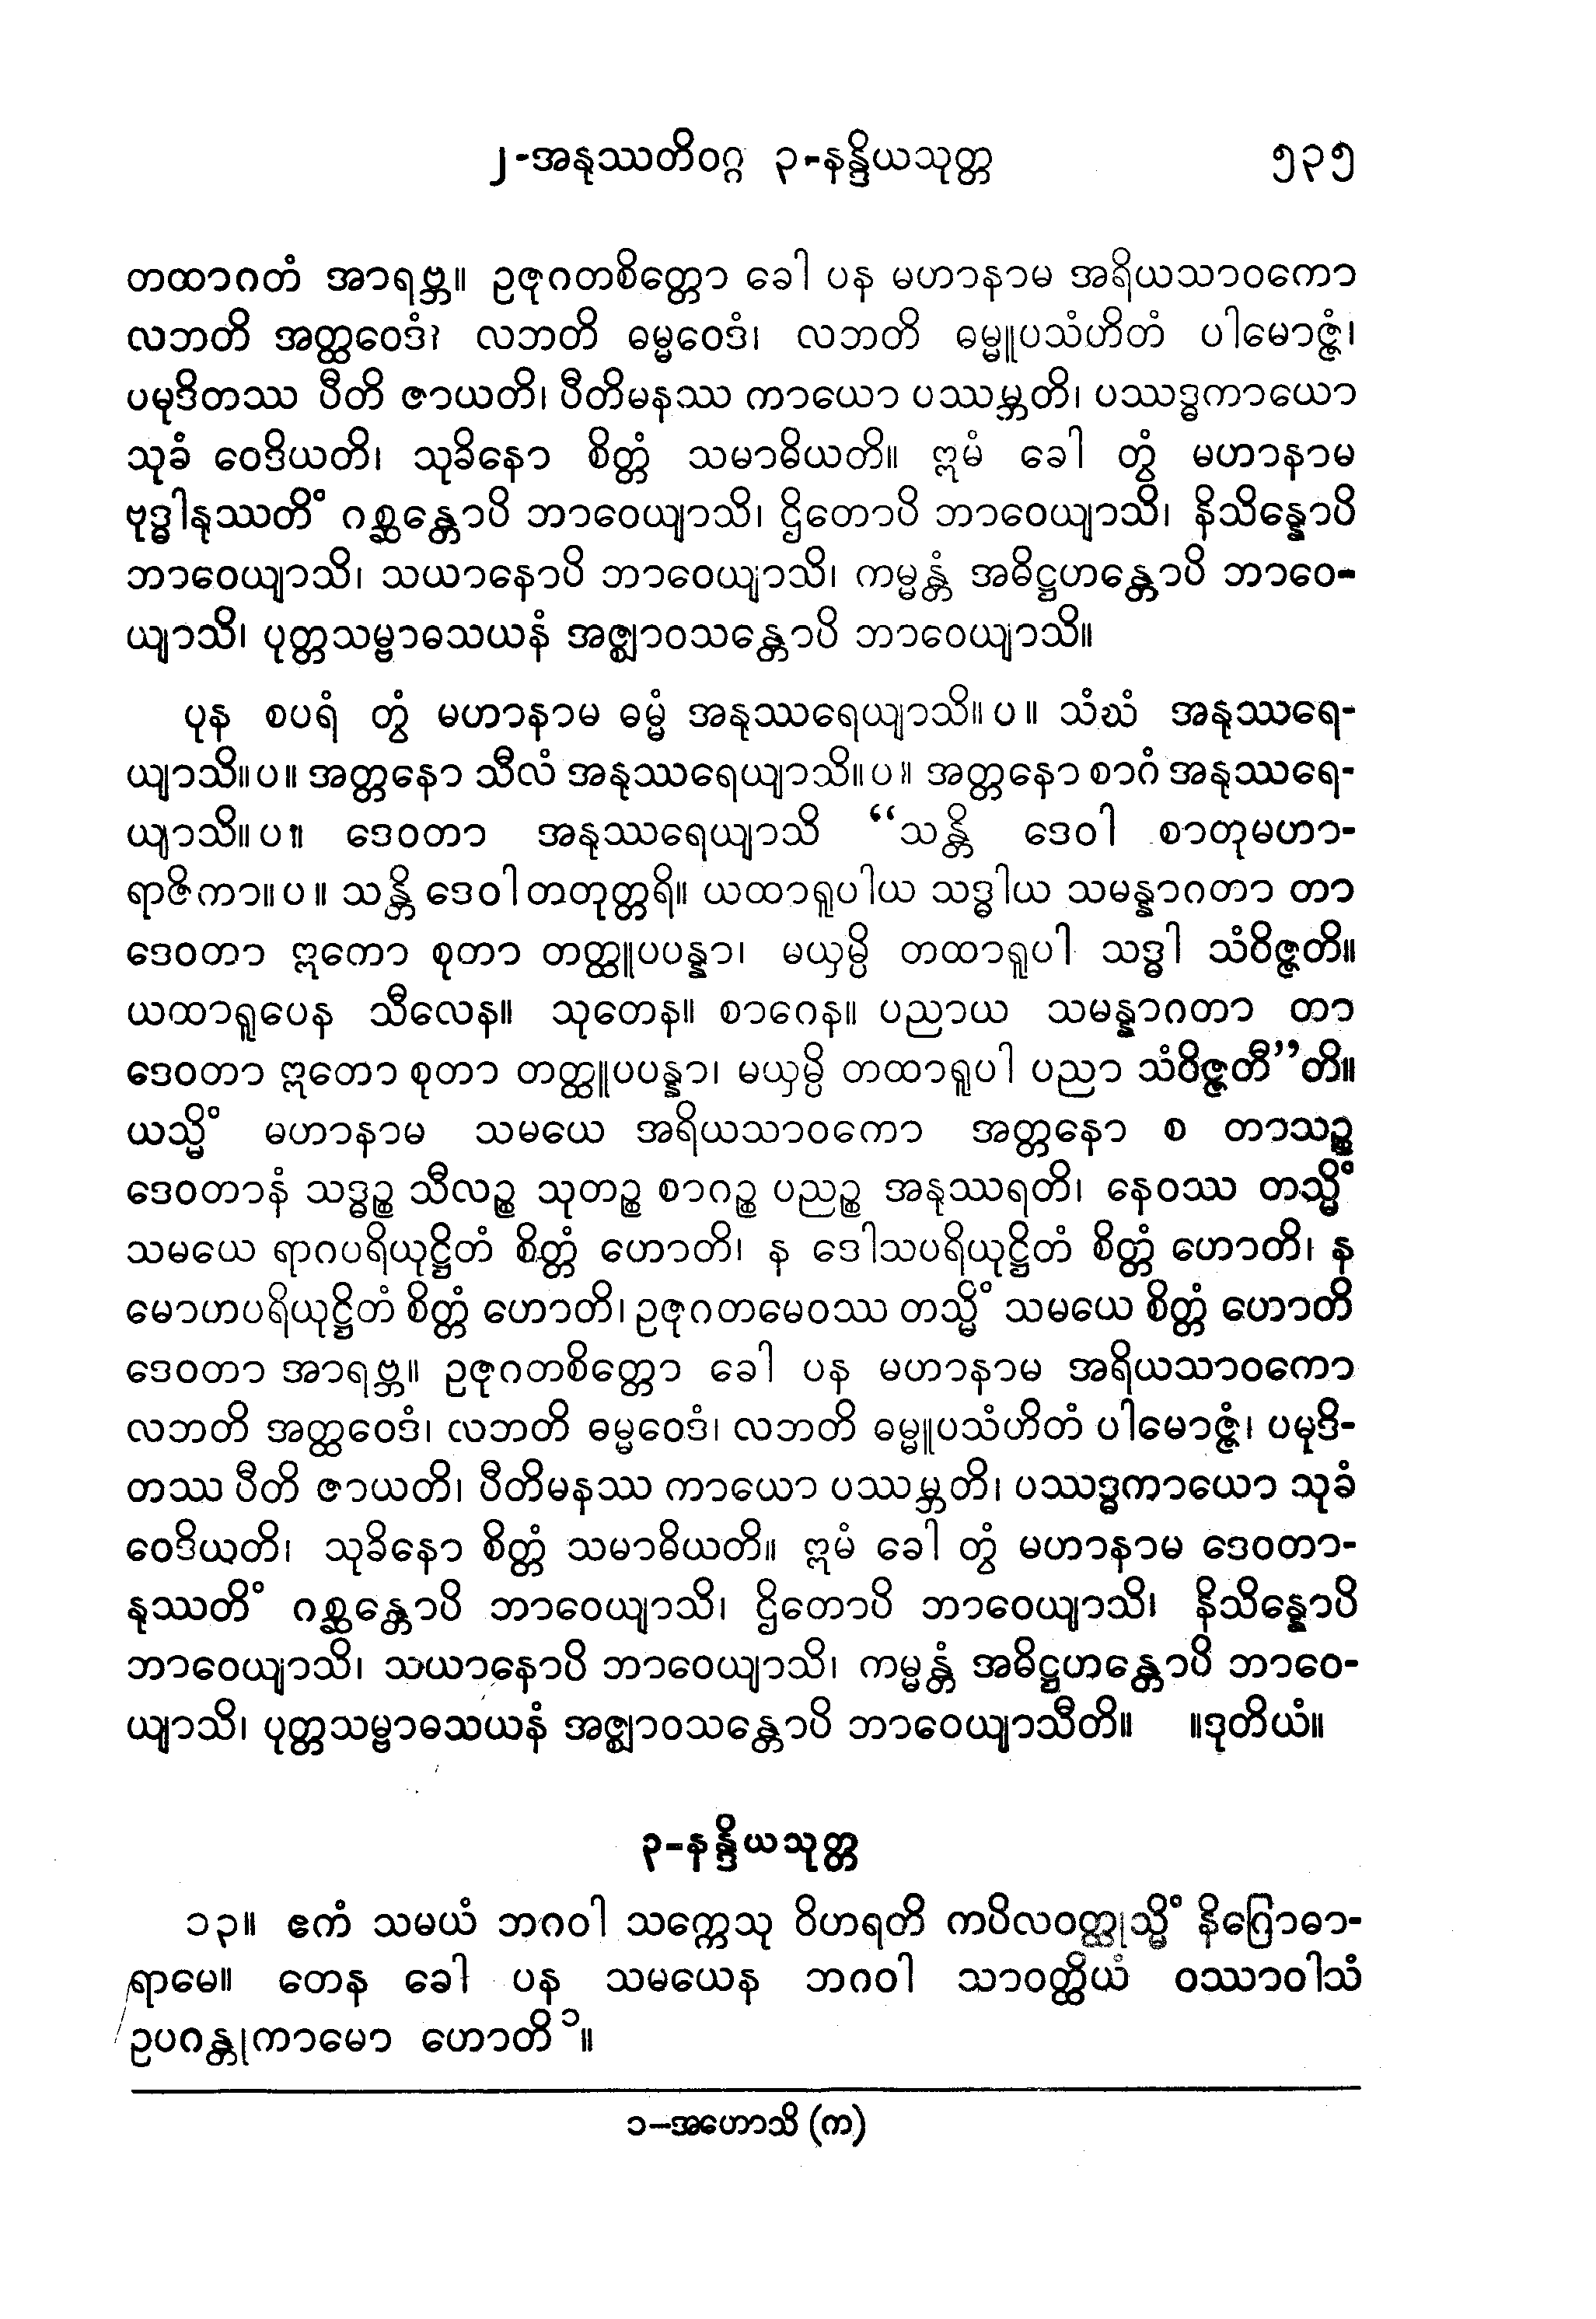 ၂-အနုဿတိဝဂ္ဂ ၃-နန္ဒိယသုတ္တ ၅၃၅
တထာဂတံ အာရဗ္ဘ။ ဥဇုဂတစိတ္တော ခေါ ပန မဟာနာမ အရိယသာဝကော
လဘတိ အတ္ထဝေဒံ၊ လဘတိ ဓမ္မဝေဒံ၊ လဘတိ ဓမ္မူပသံဟိတံ ပါမောဇ္ဇံ၊
ပမုဒိတဿ ပီတိ ဇာယတိ၊ ပီတိမနဿ ကာယော ပဿမ္ဘတိ၊ ပဿဒ္ဓကာယော
သုခံ ဝေဒိယတိ၊ သုခိနော စိတ္တံ သမာဓိယတိ။ ဣမံ ခေါ တွံ မဟာနာမ
ဗုဒ္ဓါနုဿတိံ ဂစ္ဆန္တောပိ ဘာဝေယျာသိ၊ ဌိတောပိ ဘာဝေယျာသိ၊ နိသိန္နောပိ
ဘာဝေယျာသိ၊ သယာနောပိ ဘာဝေယျာသိ၊ ကမ္မန္တံ အဓိဋ္ဌဟန္တောပိ ဘာဝေ-
ယျာသိ၊ ပုတ္တသမ္ဗာဓသယနံ အဇ္ဈာဝသန္တောပိ ဘာဝေယျာသိ။
ပုန စပရံ တွံ မဟာနာမ ဓမ္မံ အနုဿရေယျာသိ။ပ။ သံဃံ အနုဿရေ-
ယျာသိ။ပ။ အတ္တနော သီလံ အနုဿရေယျာသိ။ပ။ အတ္တနော စာဂံ အနုဿရေ-
ယျာသိ။ပ။ ဒေဝတာ အနုဿရေယျာသိ “သန္တိ ဒေဝါ စာတုမဟာ-
ရာဇိကာ။ပ။ သန္တိ ဒေဝါ တတုတ္တရိ။ ယထာရူပါယ သဒ္ဓါယ သမန္နာဂတာ တာ
ဒေဝတာ ဣကော စုတာ တတ္ထူပပန္နာ၊ မယှမ္ပိ တထာရူပါ သဒ္ဓါ သံဝိဇ္ဇတိ။
ယထာရူပေန သီလေန။ သုတေန။ စာဂေန။ ပညာယ သမန္နာဂတာ တာ
ဒေဝတာ ဣတော စုတာ တတ္ထူပပန္နာ၊ မယှမ္ပိ တထာရူပါ ပညာ သံဝိဇ္ဇတီ”တိ။
ယသ္မိံ မဟာနာမ သမယေ အရိယသာဝကော အတ္တနော စ တာသဉ္စ
ဒေဝတာနံ သဒ္ဓဉ္စ သီလဉ္စ သုတဉ္စ စာဂဉ္စ ပညဉ္စ အနုဿရတိ၊ နေဝဿ တသ္မိံ
သမယေ ရာဂပရိယုဋ္ဌိတံ စိတ္တံ ဟောတိ၊ န ဒေါသပရိယုဋ္ဌိတံ စိတ္တံ ဟောတိ၊ န
မောဟပရိယုဋ္ဌိတံ စိတ္တံ ဟောတိ၊ ဥဇုဂတမေဝဿ တသ္မိံ သမယေ စိတ္တံ ဟောတိ
ဒေဝတာ အာရဗ္ဘ။ ဥဇုဂတစိတ္တော ခေါ ပန မဟာနာမ အရိယသာဝကော
လဘတိ အတ္ထဝေဒံ၊ လဘတိ ဓမ္မဝေဒံ၊ လဘတိ ဓမ္မူပသံဟိတံ ပါမောဇ္ဇံ၊ ပမုဒိ-
တဿ ပီတိ ဇာယတိ၊ ပီတိမနဿ ကာယော ပဿမ္ဘတိ၊ ပဿဒ္ဓကာယော သုခံ
ဝေဒိယတိ၊ သုခိနော စိတ္တံ သမာဓိယတိ။ ဣမံ ခေါ တွံ မဟာနာမ ဒေဝတာ-
နုဿတိံ ဂစ္ဆန္တောပိ ဘာဝေယျာသိ၊ ဌိတောပိ ဘာဝေယျာသိ၊ နိသိန္နောပိ
ဘာဝေယျာသိ၊ သယာနောပိ ဘာဝေယျာသိ၊ ကမ္မန္တံ အဓိဋ္ဌဟန္တောပိ ဘာဝေ-
ယျာသိ၊ ပုတ္တသမ္ဗာဓသယနံ အဇ္ဈာဝသန္တောပိ ဘာဝေယျာသီတိ။ ။ဒုတိယံ။
၃-နန္ဒိယသုတ္တ
၁၃။ ဧကံ သမယံ ဘဂဝါ သက္ကေသု ဝိဟရတိ ကပိလဝတ္ထုသ္မိံ နိဂြောဓာ-
ရာမေ။ တေန ခေါ ပန သမယေန ဘဂဝါ သာဝတ္ထိယံ ဝဿာဝါသံ
ဥပဂန္တုကာမော ဟောတိ၁။
၁-အဟောသိ (က)